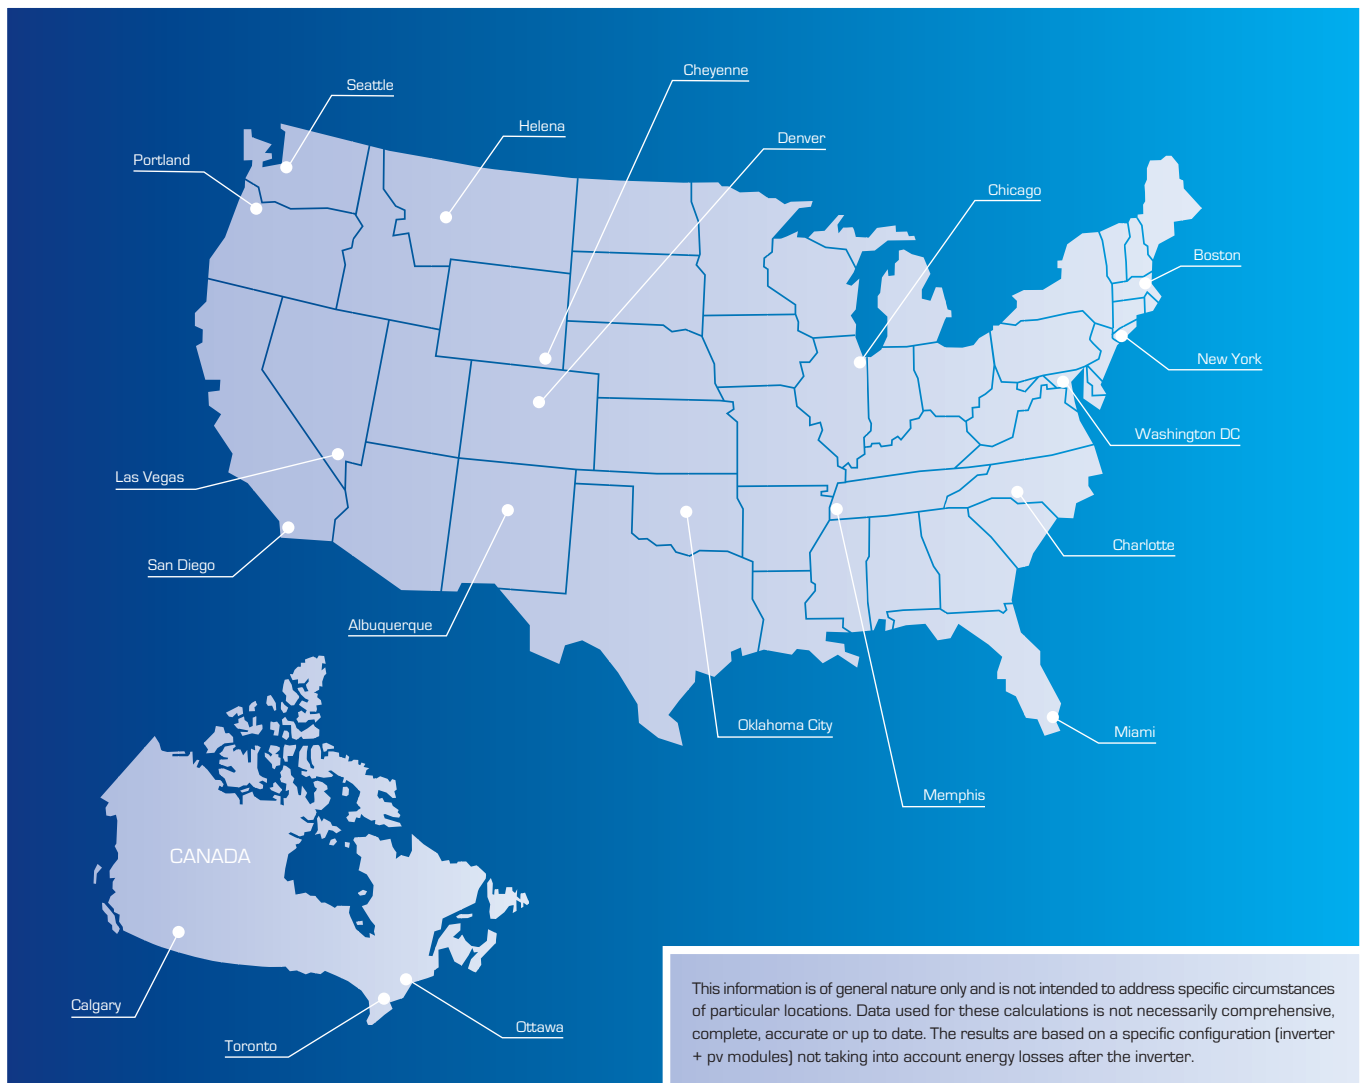 Cheyenne
Seattle
Helena
Denver
Portland
Chicago
Boston
New York
Washington DC
Las Vegas
Charlotte
San Diego
Albuquerque
Oklahoma City
Miami
Memphis
CANADA
Calgary
Ottawa
Toronto
This information is of general nature only and is not intended to address specific circumstances
of particular locations. Data used for these calculations is not necessarily comprehensive,
complete, accurate or up to date. The results are based on a specific configuration (inverter
+ pv modules) not taking into account energy losses after the inverter.